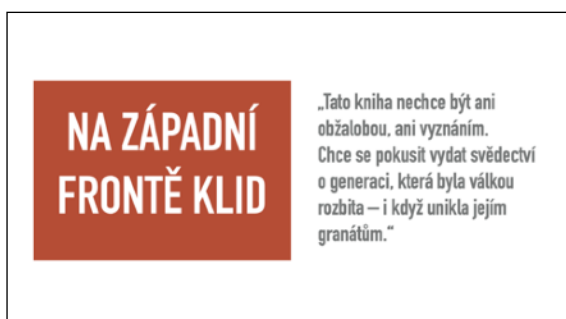 NA ZÁPADNÍ
FRONTĚ KLID
„Tato kniha nechce být ani
obžalobou, ani vyznáním.
Chce se pokusit vydat svědectví
o generaci, která byla válkou
rozbita – i když unikla jejím
granátům.“